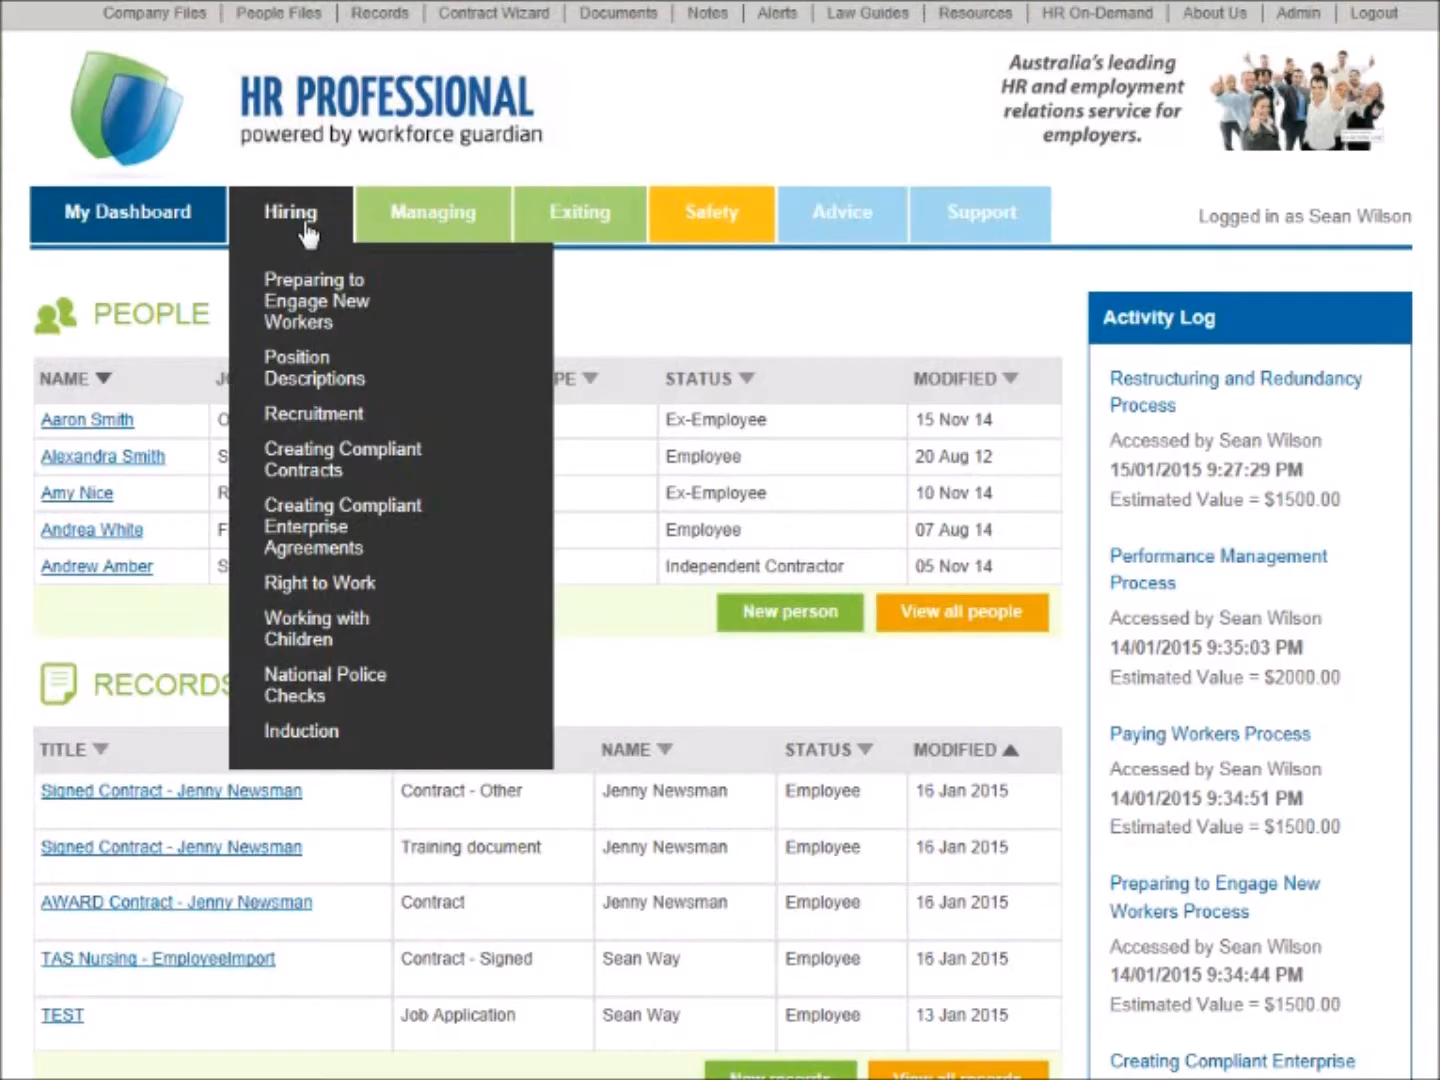 Company Files | People Files | Records | Contract Wizard | Documents | Notes | Alerts | Law Guides | Resources | HR On-Demand | About Us | Admin | Logout
HR PROFESSIONAL
powered by workforce guardian
Australia's leading
HR and employment
relations service for
employers.
My Dashboard Hiring Managing Exiting Safety Advice Support
Logged in as Sean Wilson
Preparing to
Engage New
Workers
Position
Descriptions
Recruitment
Creating Compliant
Contracts
Creating Compliant
Enterprise
Agreements
Right to Work
Working with
Children
National Police
Checks
Induction
PEOPLE
NAME STATUS MODIFIED
Aaron Smith Ex-Employee 15 Nov 14
Alexandra Smith Employee 20 Aug 12
Amy Nice Ex-Employee 10 Nov 14
Andrea White Employee 07 Aug 14
Andrew Amber Independent Contractor 05 Nov 14
New person View all people
RECORDS
TITLE NAME STATUS MODIFIED
Signed Contract - Jenny Newsman Contract - Other Jenny Newsman Employee 16 Jan 2015
Signed Contract - Jenny Newsman Training document Jenny Newsman Employee 16 Jan 2015
AWARD Contract - Jenny Newsman Contract Jenny Newsman Employee 16 Jan 2015
TAS Nursing - EmployeeImport Contract - Signed Sean Way Employee 16 Jan 2015
TEST Job Application Sean Way Employee 13 Jan 2015
New records View all records
Activity Log
Restructuring and Redundancy
Process
Accessed by Sean Wilson
15/01/2015 9:27:29 PM
Estimated Value = $1500.00
Performance Management
Process
Accessed by Sean Wilson
14/01/2015 9:35:03 PM
Estimated Value = $2000.00
Paying Workers Process
Accessed by Sean Wilson
14/01/2015 9:34:51 PM
Estimated Value = $1500.00
Preparing to Engage New
Workers Process
Accessed by Sean Wilson
14/01/2015 9:34:44 PM
Estimated Value = $1500.00
Creating Compliant Enterprise